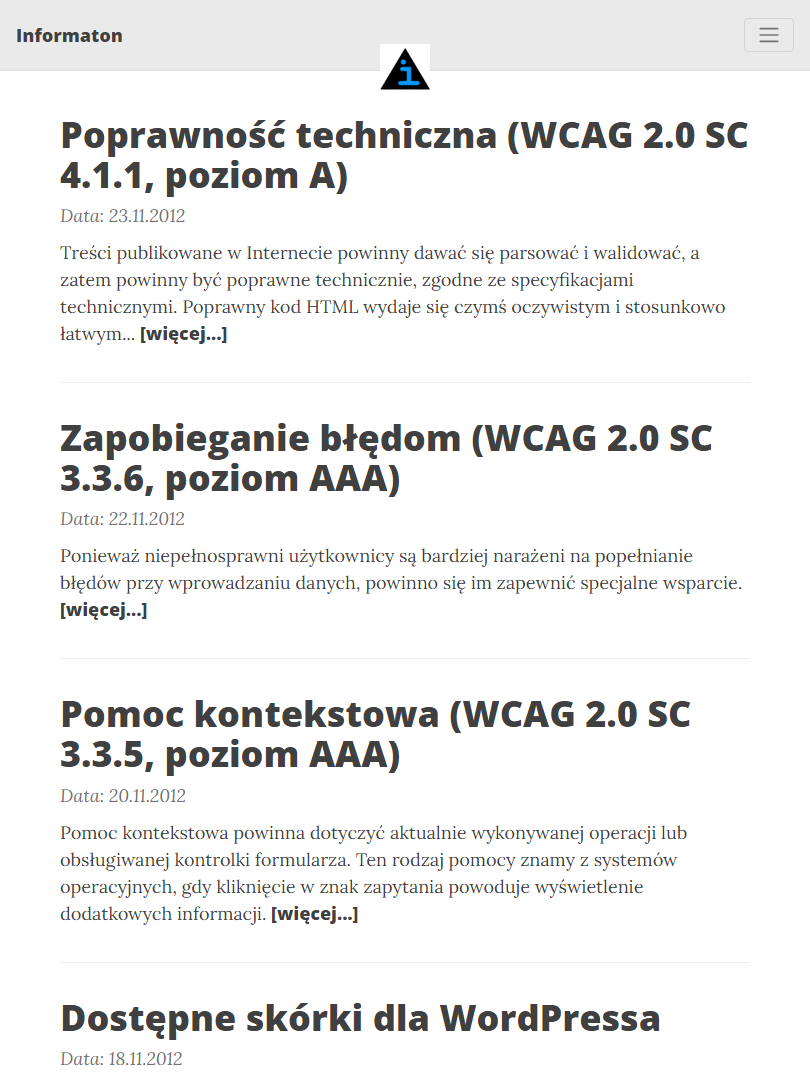 Informaton
i
Poprawność techniczna (WCAG 2.0 SC
4.1.1, poziom A)
Data: 23.11.2012
Treści publikowane w Internecie powinny dawać się parsować i walidować, a
zatem powinny być poprawne technicznie, zgodne ze specyfikacjami
technicznymi. Poprawny kod HTML wydaje się czymś oczywistym i stosunkowo
łatwym... [więcej...]
Zapobieganie błędom (WCAG 2.0 SC
3.3.6, poziom AAA)
Data: 22.11.2012
Ponieważ niepełnosprawni użytkownicy są bardziej narażeni na popełnianie
błędów przy wprowadzaniu danych, powinno się im zapewnić specjalne wsparcie.
[więcej...]
Pomoc kontekstowa (WCAG 2.0 SC
3.3.5, poziom AAA)
Data: 20.11.2012
Pomoc kontekstowa powinna dotyczyć aktualnie wykonywanej operacji lub
obsługiwanej kontrolki formularza. Ten rodzaj pomocy znamy z systemów
operacyjnych, gdy kliknięcie w znak zapytania powoduje wyświetlenie
dodatkowych informacji. [więcej...]
Dostępne skórki dla WordPressa
Data: 18.11.2012